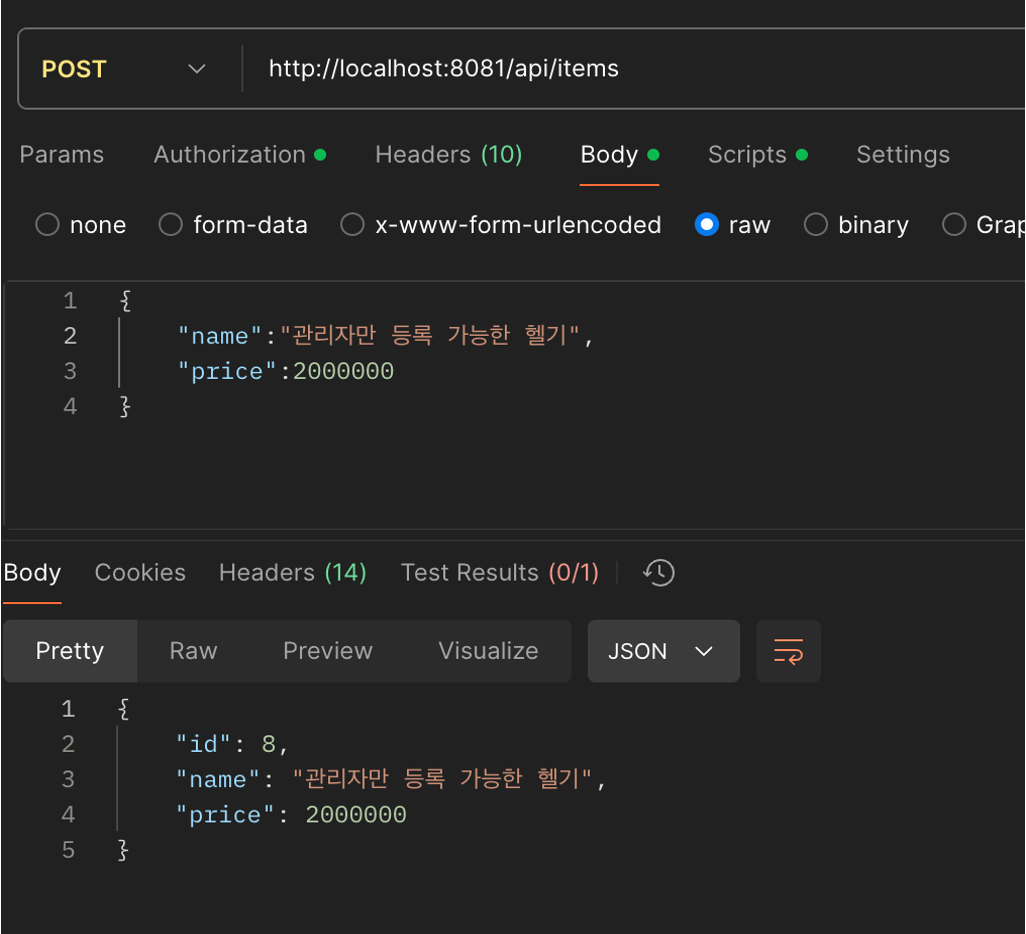 POST http://localhost:8081/api/items
Params Authorization Headers (10) Body Scripts Settings
none form-data x-www-form-urlencoded raw binary Grap
1 {
2 "name":"관리자만 등록 가능한 헬기",
3 "price":2000000
4 }
Body Cookies Headers (14) Test Results (0/1)
Pretty Raw Preview Visualize JSON
1 {
2 "id": 8,
3 "name": "관리자만 등록 가능한 헬기",
4 "price": 2000000
5 }